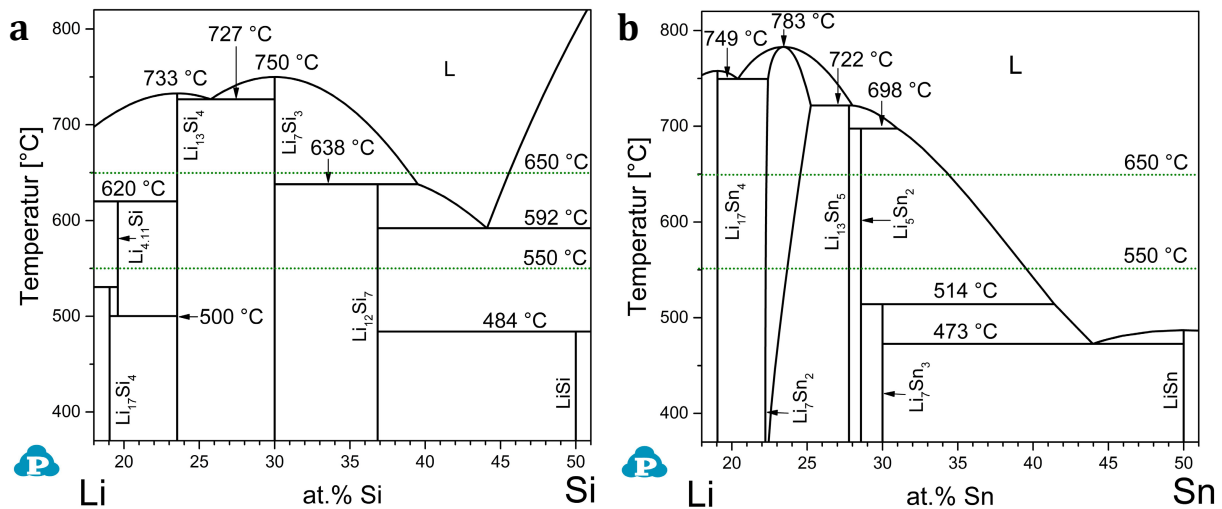 a
Temperatur [°C]
800
700
600
500
400
733 °C
727 °C
750 °C
L
638 °C
650 °C
620 °C
592 °C
550 °C
500 °C
484 °C
Li₁₃Si₄
Li₇Si₃
Li₄.₁₁Si
Li₁₂Si₇
Li₁₇Si₄
LiSi
20
25
30
35
40
45
50
P
Li
at.% Si
Si
b
Temperatur [°C]
800
700
600
500
400
749 °C
783 °C
722 °C
L
698 °C
650 °C
550 °C
514 °C
473 °C
Li₁₇Sn₄
Li₁₃Sn₅
Li₅Sn₂
Li₇Sn₂
Li₇Sn₃
LiSn
20
25
30
35
40
45
50
P
Li
at.% Sn
Sn